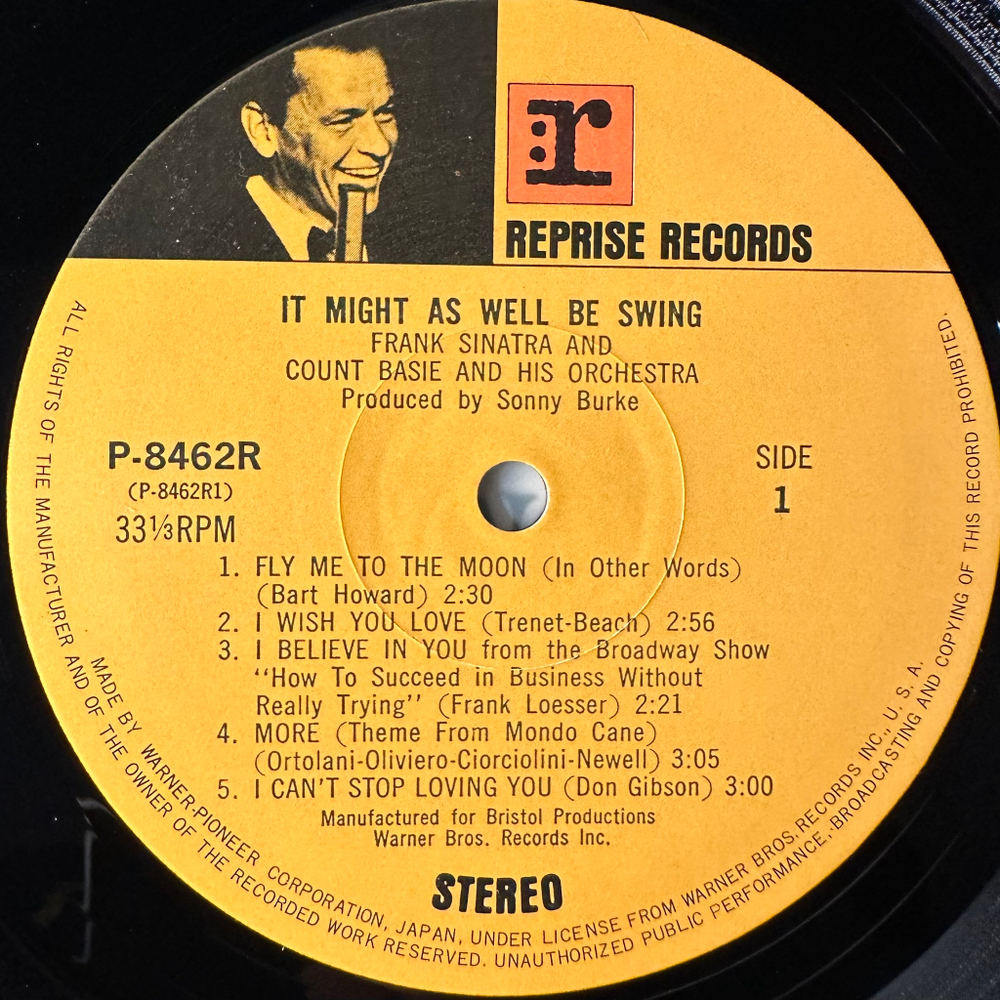 :r
REPRISE RECORDS
IT MIGHT AS WELL BE SWING
FRANK SINATRA AND
COUNT BASIE AND HIS ORCHESTRA
Produced by Sonny Burke
P-8462R
(P-8462R1)
33⅓RPM
SIDE
1
1. FLY ME TO THE MOON (In Other Words)
(Bart Howard) 2:30
2. I WISH YOU LOVE (Trenet-Beach) 2:56
3. I BELIEVE IN YOU from the Broadway Show
“How To Succeed in Business Without
Really Trying” (Frank Loesser) 2:21
4. MORE (Theme From Mondo Cane)
(Ortolani-Oliviero-Ciorciolini-Newell) 3:05
5. I CAN'T STOP LOVING YOU (Don Gibson) 3:00
Manufactured for Bristol Productions
Warner Bros. Records Inc.
STEREO
MADE BY WARNER-PIONEER CORPORATION, JAPAN, UNDER LICENSE FROM WARNER BROS. RECORDS INC., U. S. A.
ALL RIGHTS OF THE MANUFACTURER AND OF THE OWNER OF THE RECORDED WORK RESERVED. UNAUTHORIZED PUBLIC PERFORMANCE, BROADCASTING AND COPYING OF THIS RECORD PROHIBITED.